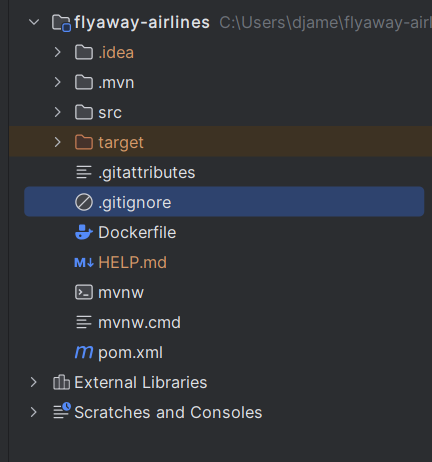 flyaway-airlines C:\Users\djame\flyaway-airl
.idea
.mvn
src
target
.gitattributes
.gitignore
Dockerfile
M↓ HELP.md
mvnw
mvnw.cmd
m pom.xml
External Libraries
Scratches and Consoles